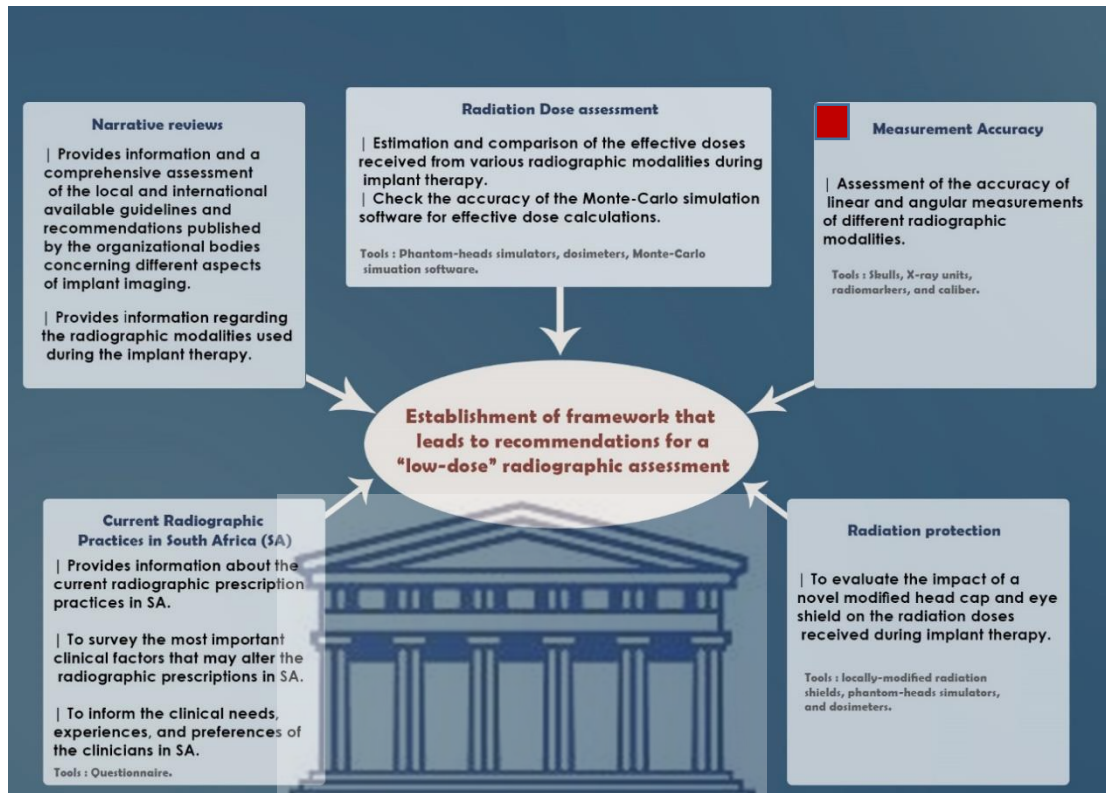 Narrative reviews
| Provides information and a
comprehensive assessment
of the local and international
available guidelines and
recommendations published
by the organizational bodies
concerning different aspects
of implant imaging.
| Provides information regarding
the radiographic modalities used
during the implant therapy.
Radiation Dose assessment
| Estimation and comparison of the effective doses
received from various radiographic modalities during
implant therapy.
| Check the accuracy of the Monte-Carlo simulation
software for effective dose calculations.
Tools : Phantom-heads simulators, dosimeters, Monte-Carlo
simuation software.
Measurement Accuracy
| Assessment of the accuracy of
linear and angular measurements
of different radiographic
modalities.
Tools : Skulls, X-ray units,
radiomarkers, and caliber.
Establishment of framework that
leads to recommendations for a
“low-dose” radiographic assessment
Current Radiographic
Practices in South Africa (SA)
| Provides information about the
current radiographic prescription
practices in SA.
| To survey the most important
clinical factors that may alter the
radiographic prescriptions in SA.
| To inform the clinical needs,
experiences, and preferences of
the clinicians in SA.
Tools : Questionnaire.
Radiation protection
| To evaluate the impact of a
novel modified head cap and eye
shield on the radiation doses
received during implant therapy.
Tools : locally-modified radiation
shields, phantom-heads simulators,
and dosimeters.